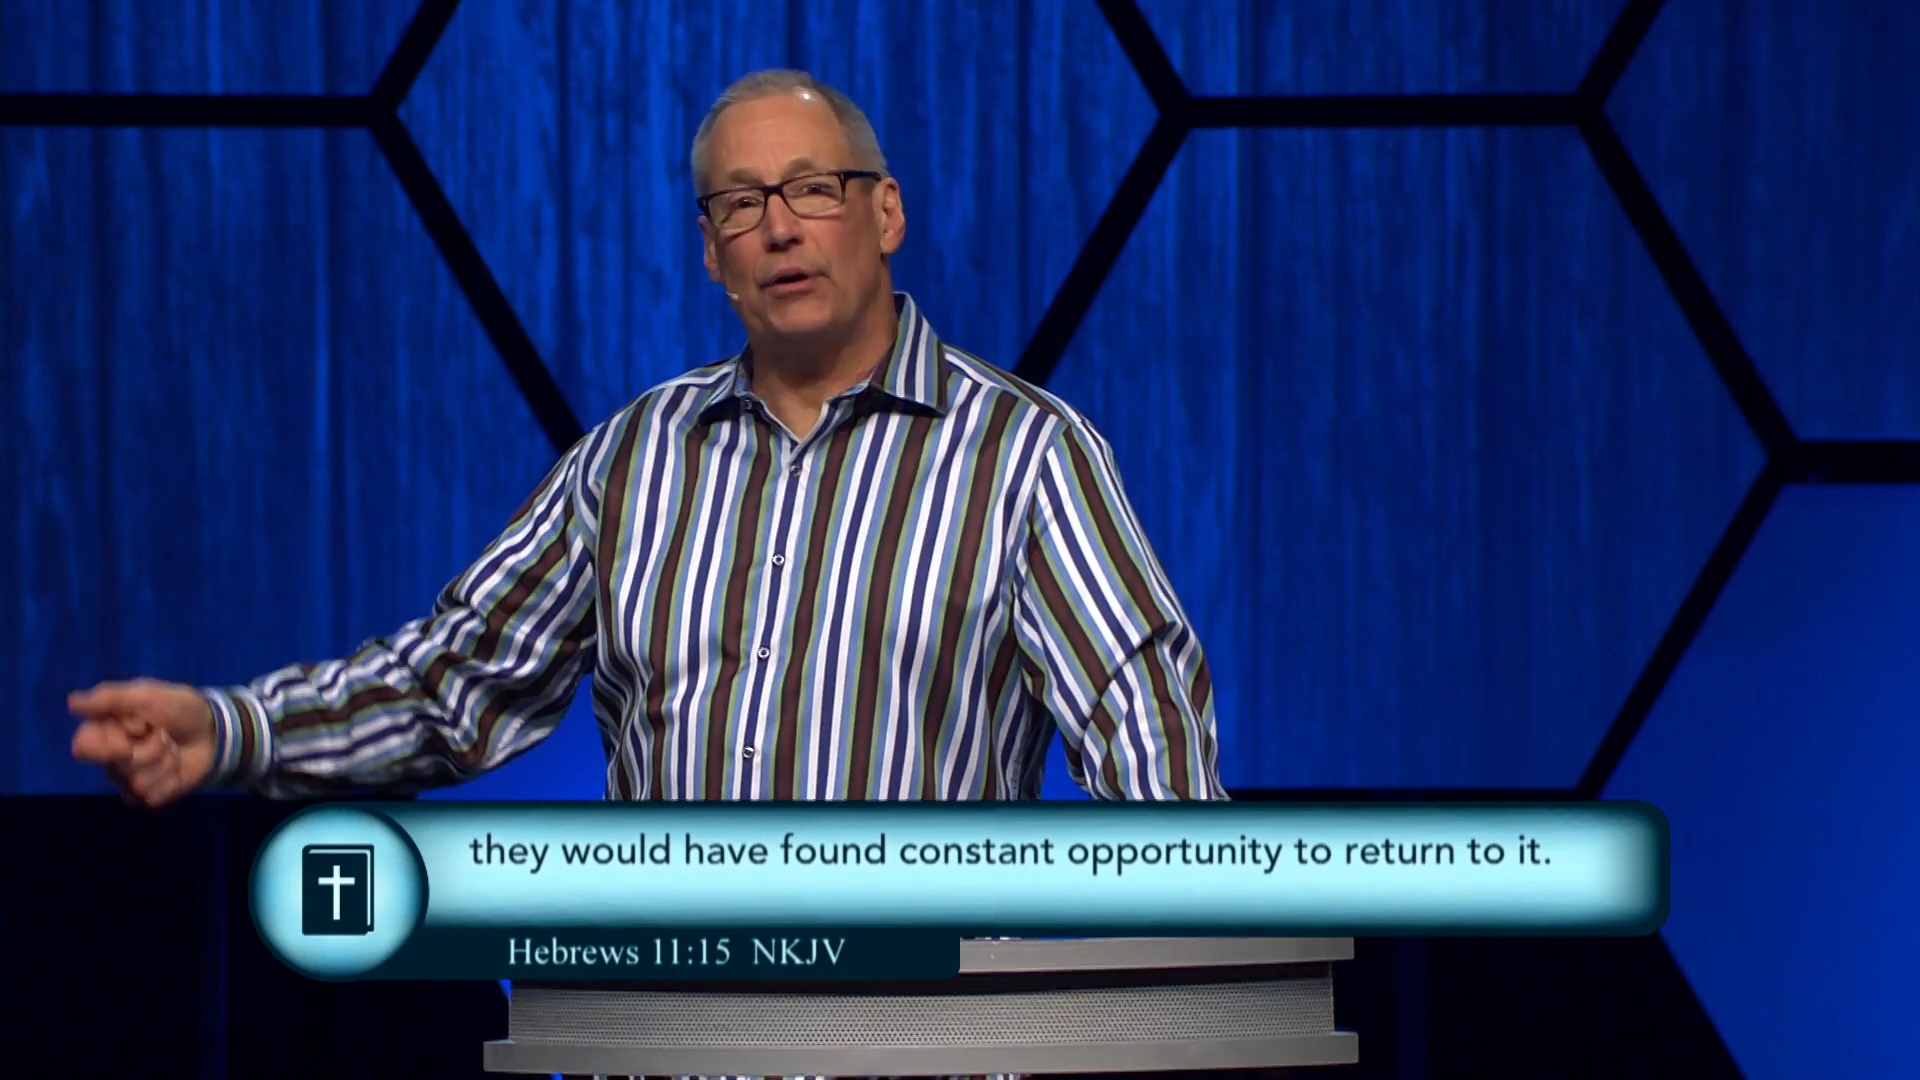 they would have found constant opportunity to return to it.
Hebrews 11:15 NKJV